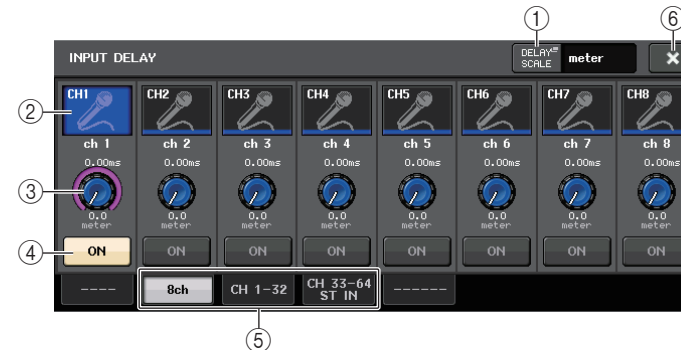 ① ⑥
INPUT DELAY DELAY SCALE meter ×
② CH1 CH2 CH3 CH4 CH5 CH6 CH7 CH8
ch 1 ch 2 ch 3 ch 4 ch 5 ch 6 ch 7 ch 8
0.00ms 0.00ms 0.00ms 0.00ms 0.00ms 0.00ms 0.00ms 0.00ms
③
0.0 0.0 0.0 0.0 0.0 0.0 0.0 0.0
meter meter meter meter meter meter meter meter
④ ON ON ON ON ON ON ON ON
---- 8ch CH 1-32 CH 33-64 ST IN ------
⑤